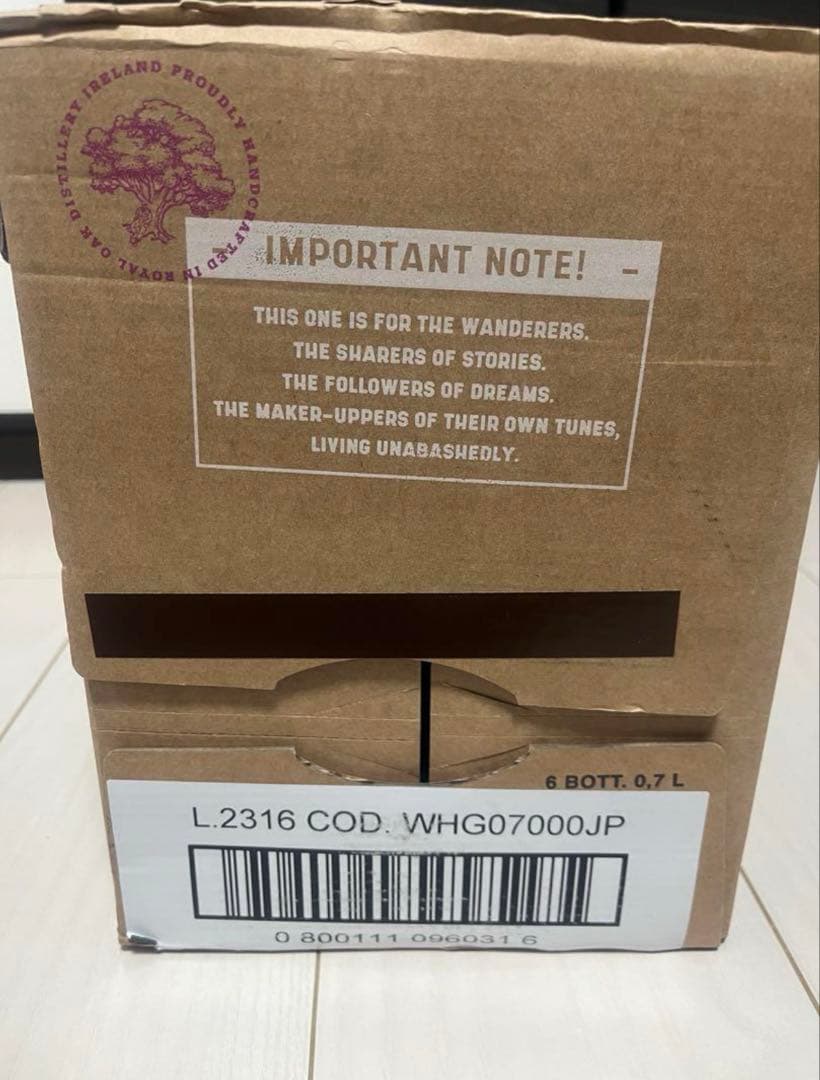 ROYAL OAK DISTILLERY IRELAND PROUDLY HANDCRAFTED IN
- IMPORTANT NOTE! -
THIS ONE IS FOR THE WANDERERS.
THE SHARERS OF STORIES.
THE FOLLOWERS OF DREAMS.
THE MAKER-UPPERS OF THEIR OWN TUNES,
LIVING UNABASHEDLY.
6 BOTT. 0,7 L
L.2316 COD. WHG07000JP
0 800111 096031 6